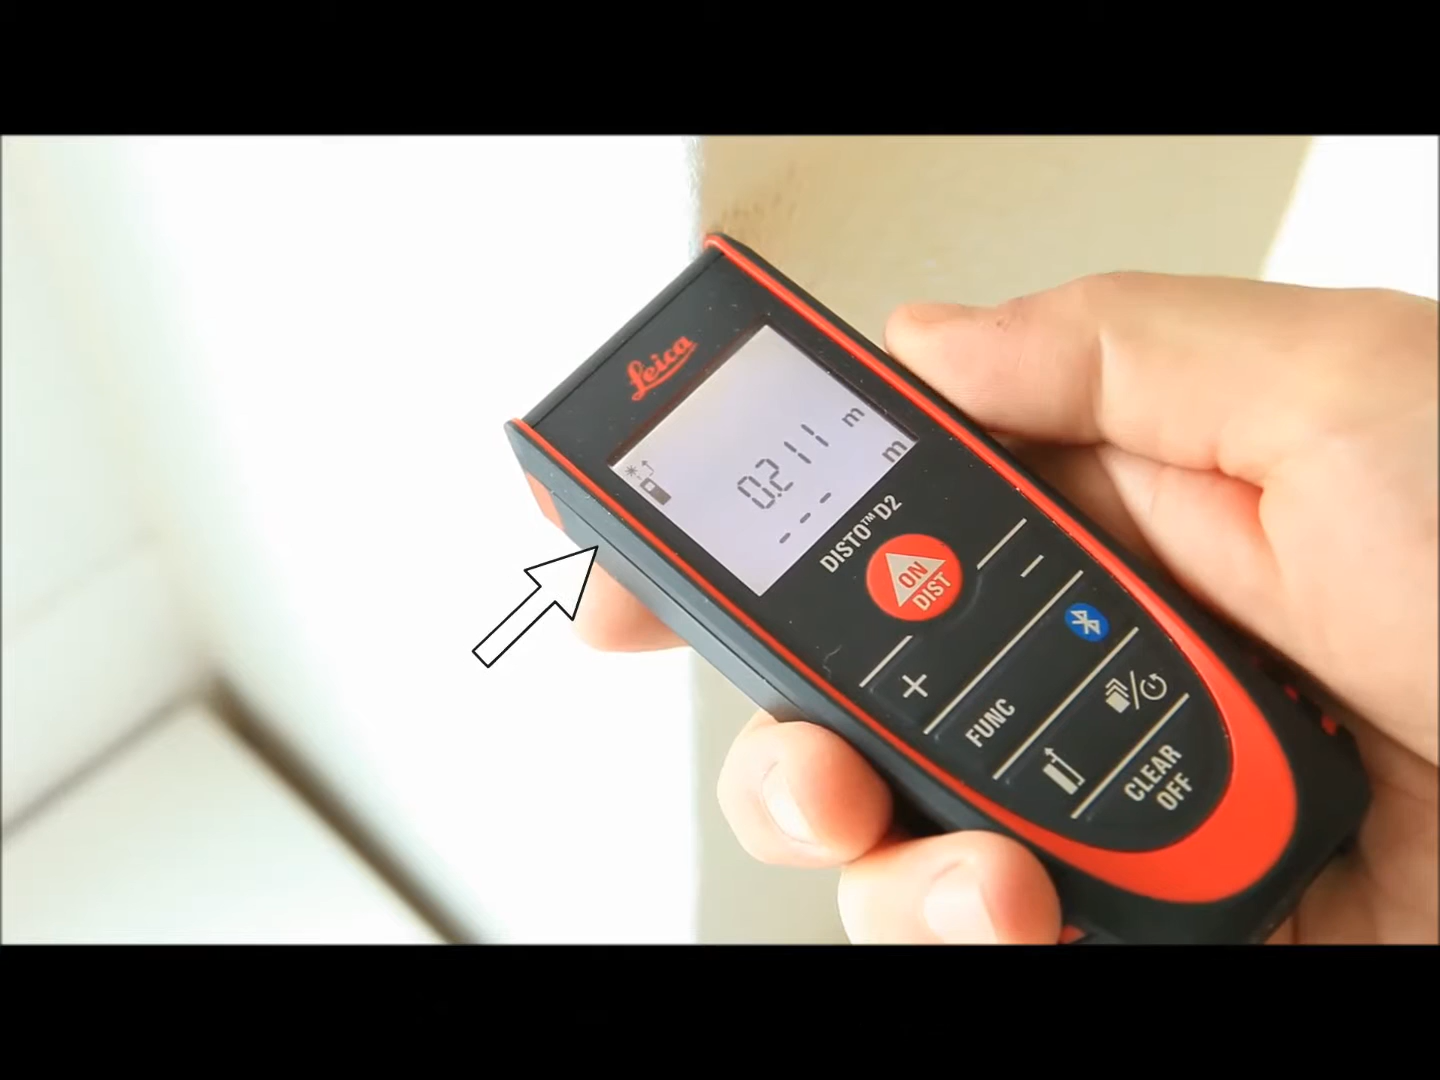 Leica
0.211 m
--- m
DISTO™ D2
ON
DIST
−
+
FUNC
CLEAR
OFF